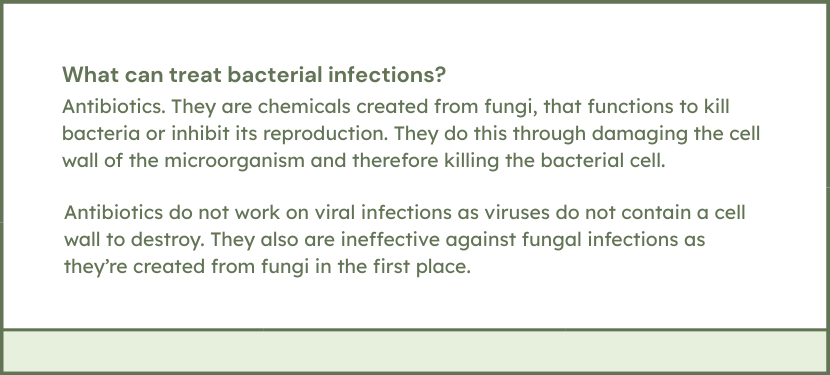 What can treat bacterial infections?
Antibiotics. They are chemicals created from fungi, that functions to kill
bacteria or inhibit its reproduction. They do this through damaging the cell
wall of the microorganism and therefore killing the bacterial cell.
Antibiotics do not work on viral infections as viruses do not contain a cell
wall to destroy. They also are ineffective against fungal infections as
they’re created from fungi in the first place.